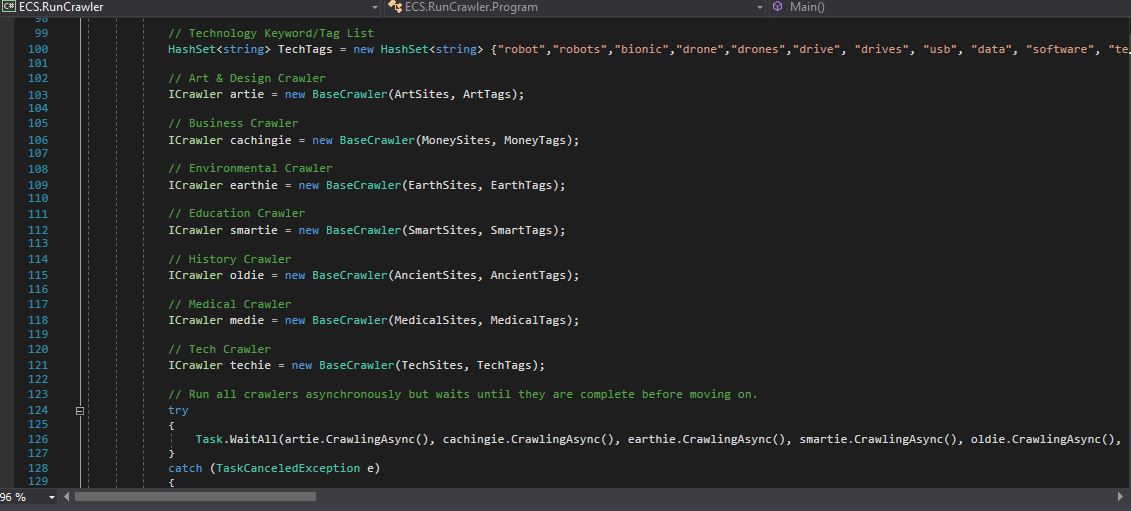 C# ECS.RunCrawler ECS.RunCrawler.Program Main()
98
99 // Technology Keyword/Tag List
100 HashSet<string> TechTags = new HashSet<string> {"robot","robots","bionic","drone","drones","drive", "drives", "usb", "data", "software", "te
101
102 // Art & Design Crawler
103 ICrawler artie = new BaseCrawler(ArtSites, ArtTags);
104
105 // Business Crawler
106 ICrawler cachingie = new BaseCrawler(MoneySites, MoneyTags);
107
108 // Environmental Crawler
109 ICrawler earthie = new BaseCrawler(EarthSites, EarthTags);
110
111 // Education Crawler
112 ICrawler smartie = new BaseCrawler(SmartSites, SmartTags);
113
114 // History Crawler
115 ICrawler oldie = new BaseCrawler(AncientSites, AncientTags);
116
117 // Medical Crawler
118 ICrawler medie = new BaseCrawler(MedicalSites, MedicalTags);
119
120 // Tech Crawler
121 ICrawler techie = new BaseCrawler(TechSites, TechTags);
122
123 // Run all crawlers asynchronously but waits until they are complete before moving on.
124 try
125 {
126 Task.WaitAll(artie.CrawlingAsync(), cachingie.CrawlingAsync(), earthie.CrawlingAsync(), smartie.CrawlingAsync(), oldie.CrawlingAsync(),
127 }
128 catch (TaskCanceledException e)
129 {
96 %